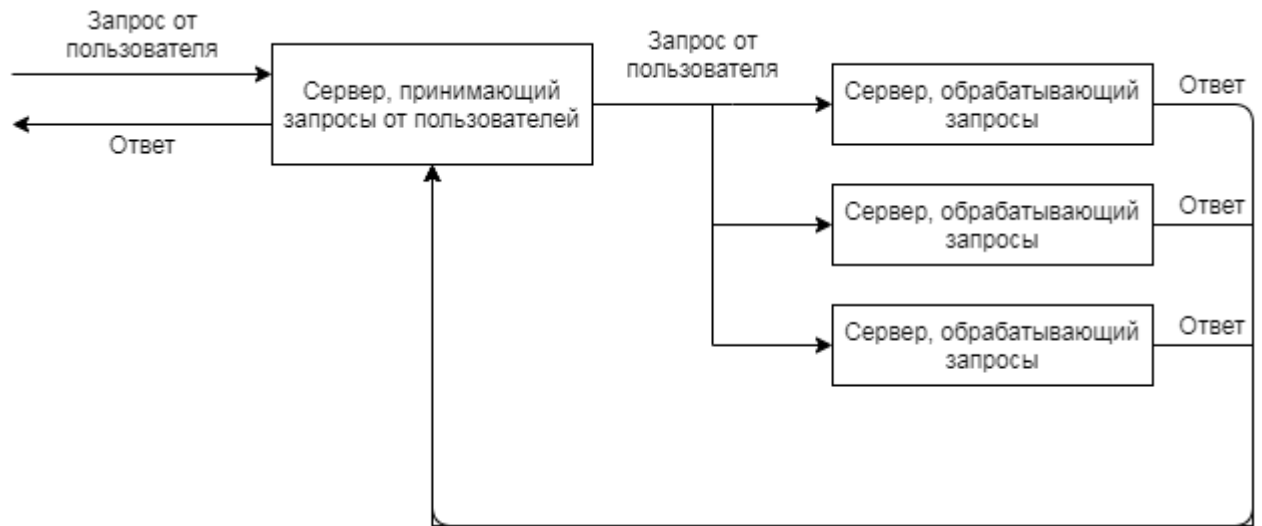 Запрос от
пользователя
Сервер, принимающий
запросы от пользователей
Ответ
Запрос от
пользователя
Сервер, обрабатывающий
запросы
Ответ
Сервер, обрабатывающий
запросы
Ответ
Сервер, обрабатывающий
запросы
Ответ